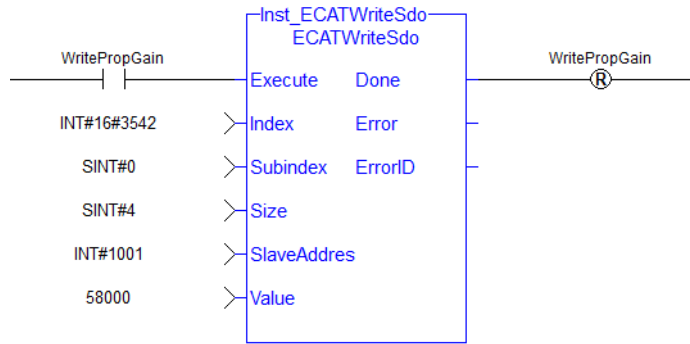 Inst_ECATWriteSdo
ECATWriteSdo
WritePropGain
WritePropGain
Execute Done
R
INT#16#3542 Index Error
SINT#0 Subindex ErrorID
SINT#4 Size
INT#1001 SlaveAddres
58000 Value